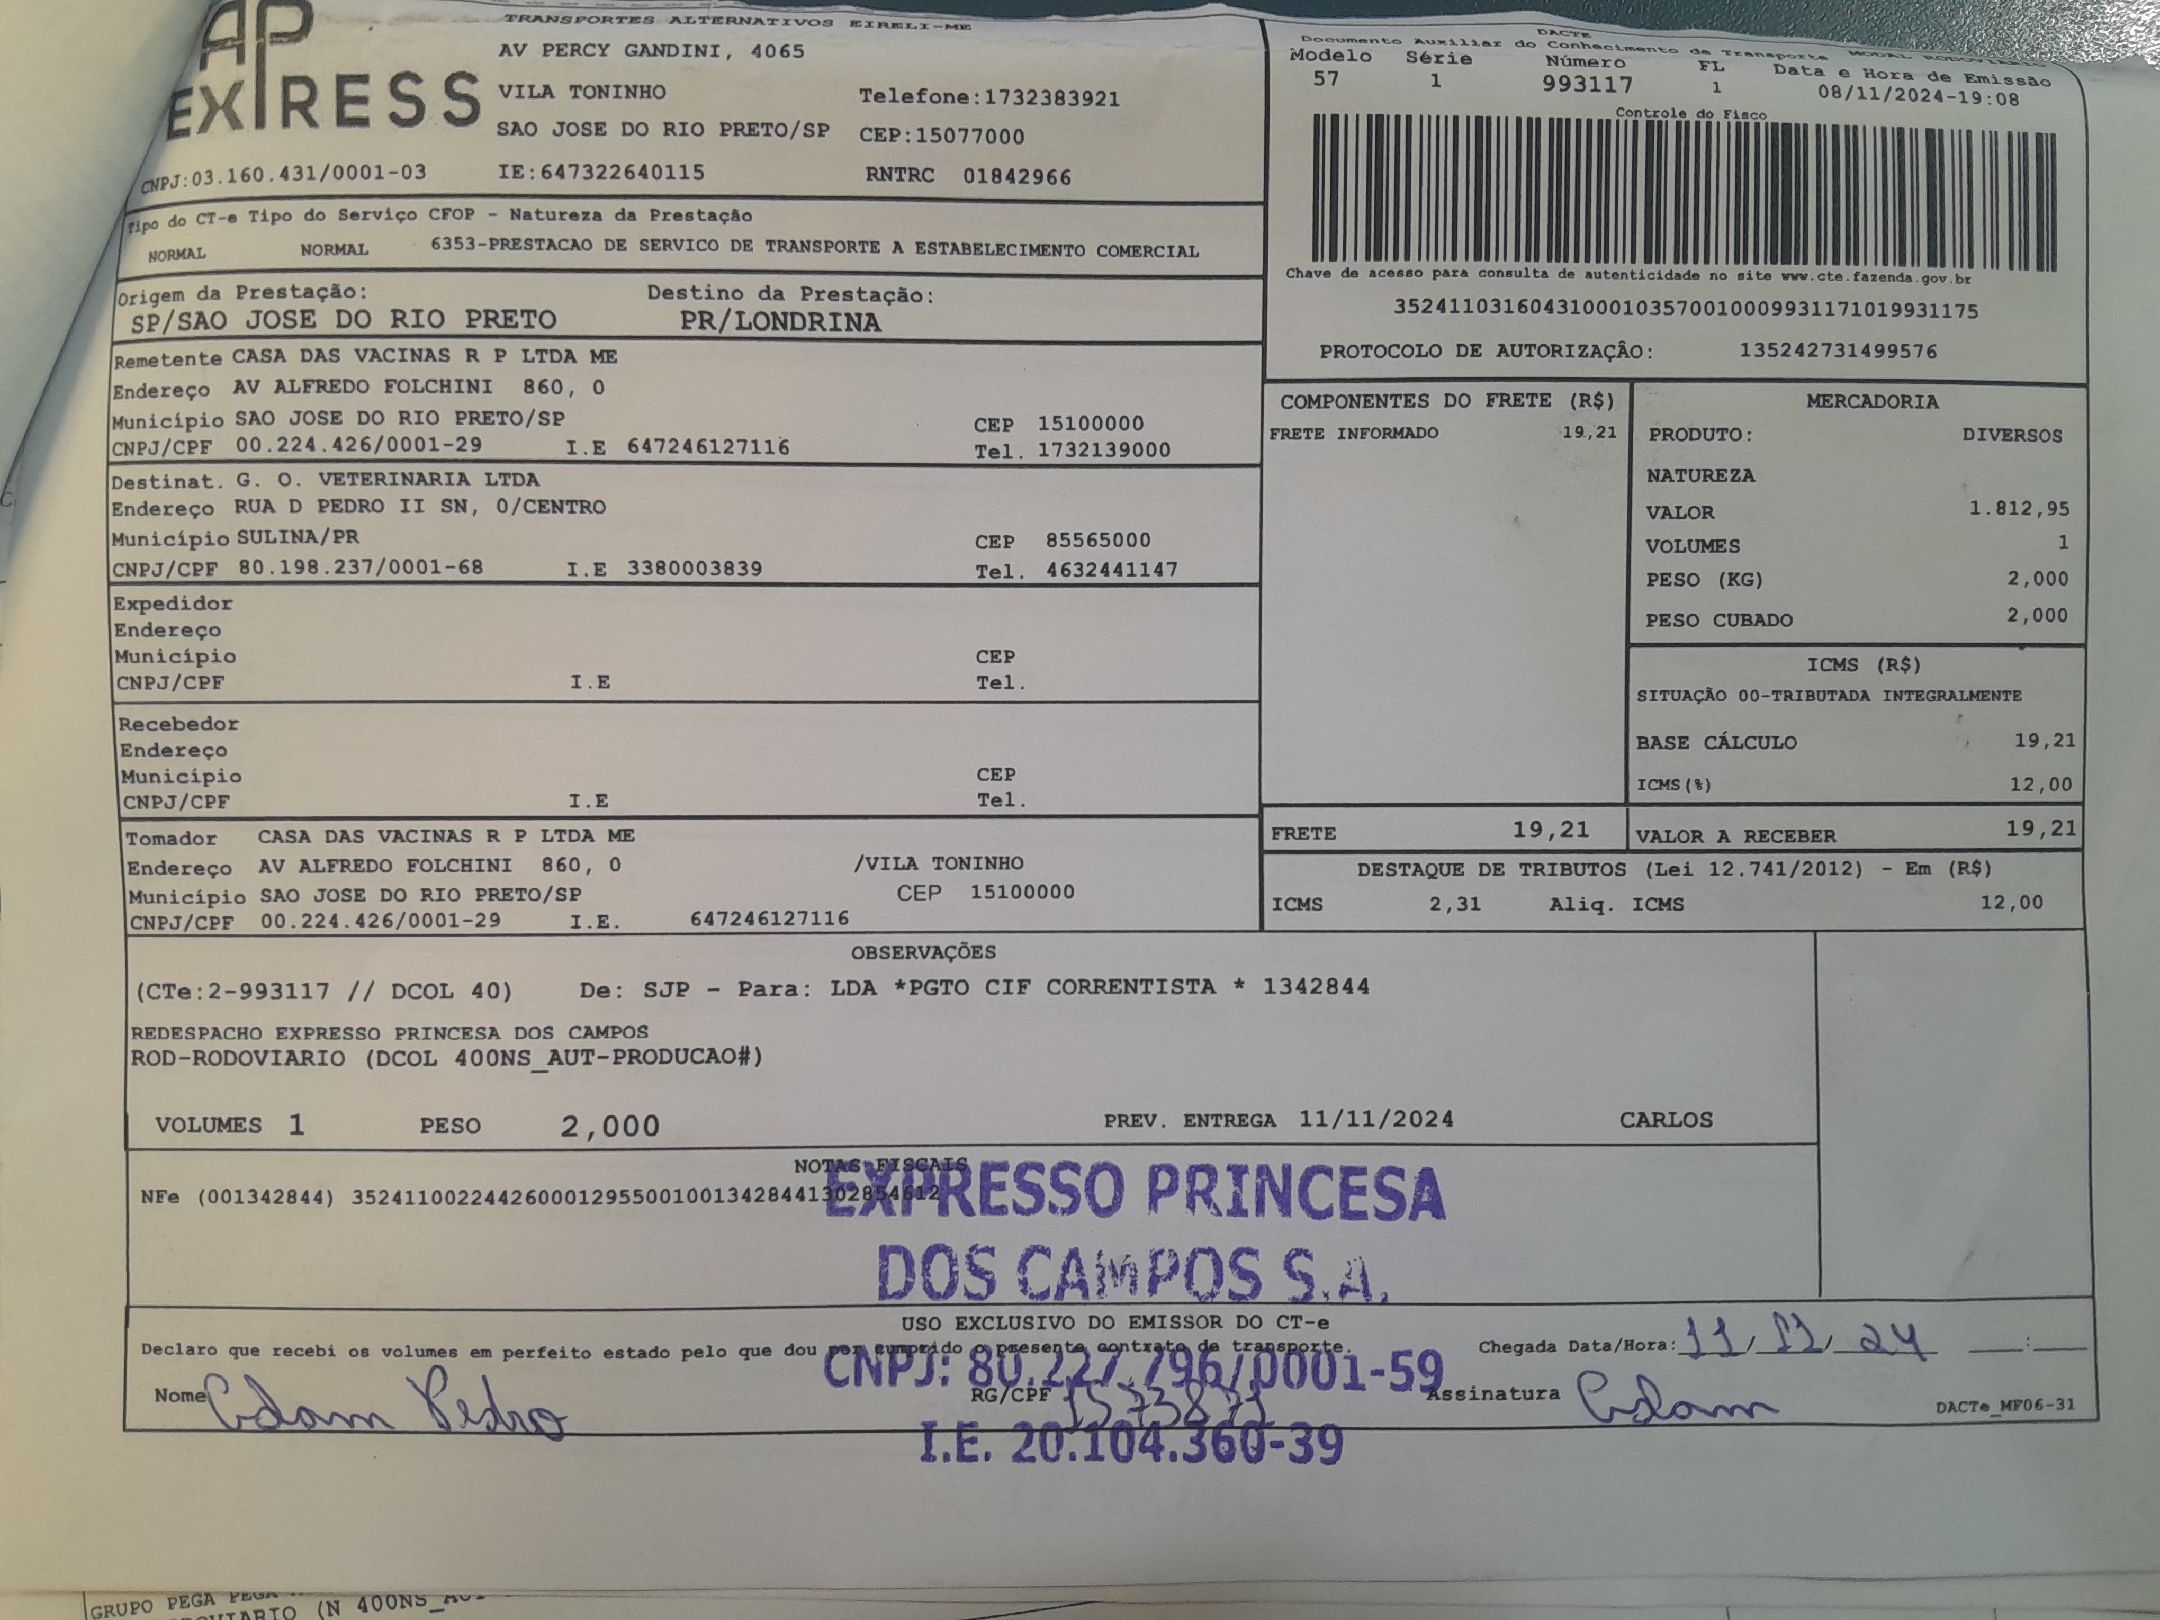 AP EXPRESS
TRANSPORTES ALTERNATIVOS EIRELI-ME
AV PERCY GANDINI, 4065
VILA TONINHO Telefone:1732383921
SAO JOSE DO RIO PRETO/SP CEP:15077000
CNPJ:03.160.431/0001-03 IE:647322640115 RNTRC 01842966
DACTE
Documento Auxiliar do Conhecimento de Transporte MODAL RODOVIARIO
Modelo Série Número FL Data e Hora de Emissão
57 1 993117 1 08/11/2024-19:08
Controle do Fisco
Chave de acesso para consulta de autenticidade no site www.cte.fazenda.gov.br
35241103160431000103570010009931171019931175
PROTOCOLO DE AUTORIZAÇÃO: 135242731499576
Tipo do CT-e Tipo do Serviço CFOP - Natureza da Prestação
NORMAL NORMAL 6353-PRESTACAO DE SERVICO DE TRANSPORTE A ESTABELECIMENTO COMERCIAL
Origem da Prestação: Destino da Prestação:
SP/SAO JOSE DO RIO PRETO PR/LONDRINA
Remetente CASA DAS VACINAS R P LTDA ME
Endereço AV ALFREDO FOLCHINI 860, 0
Município SAO JOSE DO RIO PRETO/SP CEP 15100000
CNPJ/CPF 00.224.426/0001-29 I.E 647246127116 Tel. 1732139000
Destinat. G. O. VETERINARIA LTDA
Endereço RUA D PEDRO II SN, 0/CENTRO
Município SULINA/PR CEP 85565000
CNPJ/CPF 80.198.237/0001-68 I.E 3380003839 Tel. 4632441147
Expedidor
Endereço
Município CEP
CNPJ/CPF I.E Tel.
Recebedor
Endereço
Município CEP
CNPJ/CPF I.E Tel.
Tomador CASA DAS VACINAS R P LTDA ME
Endereço AV ALFREDO FOLCHINI 860, 0 /VILA TONINHO
Município SAO JOSE DO RIO PRETO/SP CEP 15100000
CNPJ/CPF 00.224.426/0001-29 I.E. 647246127116
COMPONENTES DO FRETE (R$)
FRETE INFORMADO 19,21
MERCADORIA
PRODUTO: DIVERSOS
NATUREZA
VALOR 1.812,95
VOLUMES 1
PESO (KG) 2,000
PESO CUBADO 2,000
ICMS (R$)
SITUAÇÃO 00-TRIBUTADA INTEGRALMENTE
BASE CÁLCULO 19,21
ICMS(%) 12,00
FRETE 19,21 VALOR A RECEBER 19,21
DESTAQUE DE TRIBUTOS (Lei 12.741/2012) - Em (R$)
ICMS 2,31 Aliq. ICMS 12,00
OBSERVAÇÕES
(CTe:2-993117 // DCOL 40) De: SJP - Para: LDA *PGTO CIF CORRENTISTA * 1342844
REDESPACHO EXPRESSO PRINCESA DOS CAMPOS
ROD-RODOVIARIO (DCOL 400NS_AUT-PRODUCAO#)
VOLUMES 1 PESO 2,000 PREV. ENTREGA 11/11/2024 CARLOS
NOTAS FISCAIS
NFe (001342844) 35241100224426000129550010013428441302854612
EXPRESSO PRINCESA
DOS CAMPOS S.A.
USO EXCLUSIVO DO EMISSOR DO CT-e
Declaro que recebi os volumes em perfeito estado pelo que dou por cumprido o presente contrato de transporte. Chegada Data/Hora: 11/11/24 :
CNPJ: 80.227.796/0001-59
Nome Edam Pedro RG/CPF 1573871 Assinatura Edam DACTe_MF06-31
I.E. 20.104.360-39
GRUPO PEGA PEGA
(N 400NS_AUT